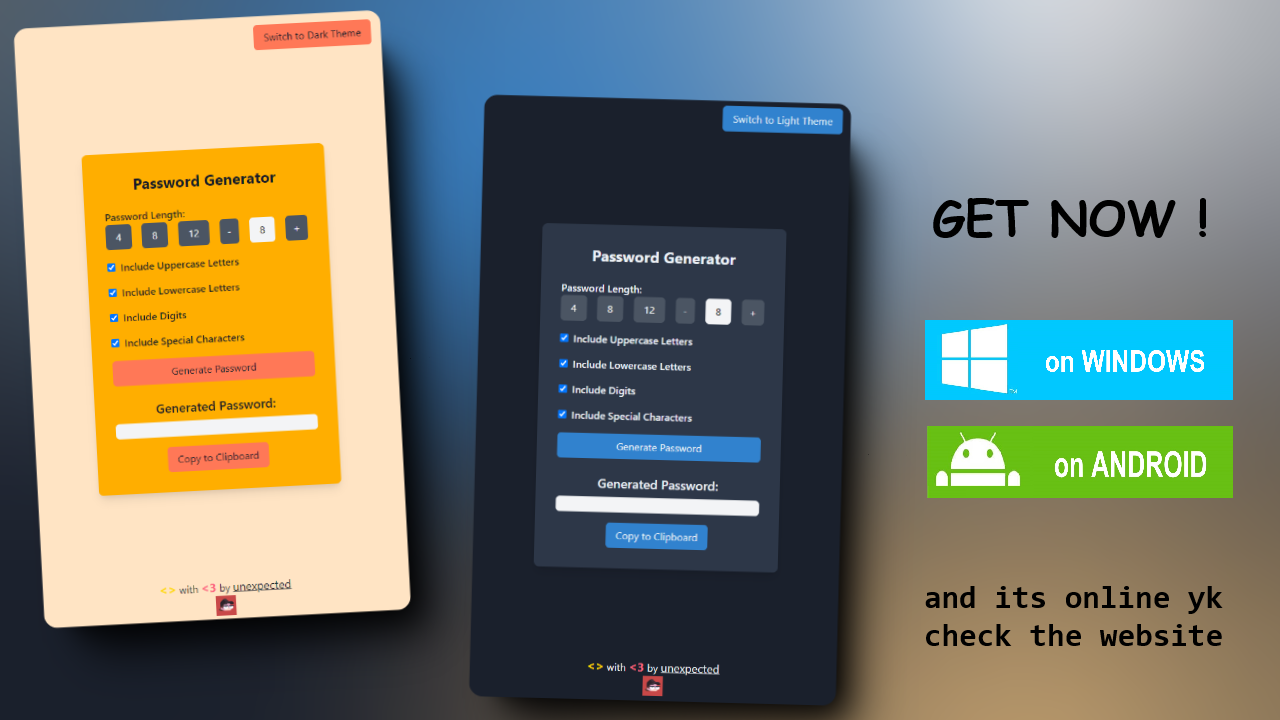 Switch to Dark Theme
Password Generator
Password Length:
4 8 12 - 8 +
Include Uppercase Letters
Include Lowercase Letters
Include Digits
Include Special Characters
Generate Password
Generated Password:
Copy to Clipboard
<> with <3 by unexpected
Switch to Light Theme
Password Generator
Password Length:
4 8 12 - 8 +
Include Uppercase Letters
Include Lowercase Letters
Include Digits
Include Special Characters
Generate Password
Generated Password:
Copy to Clipboard
<> with <3 by unexpected
GET NOW !
™
on WINDOWS
on ANDROID
and its online yk
check the website